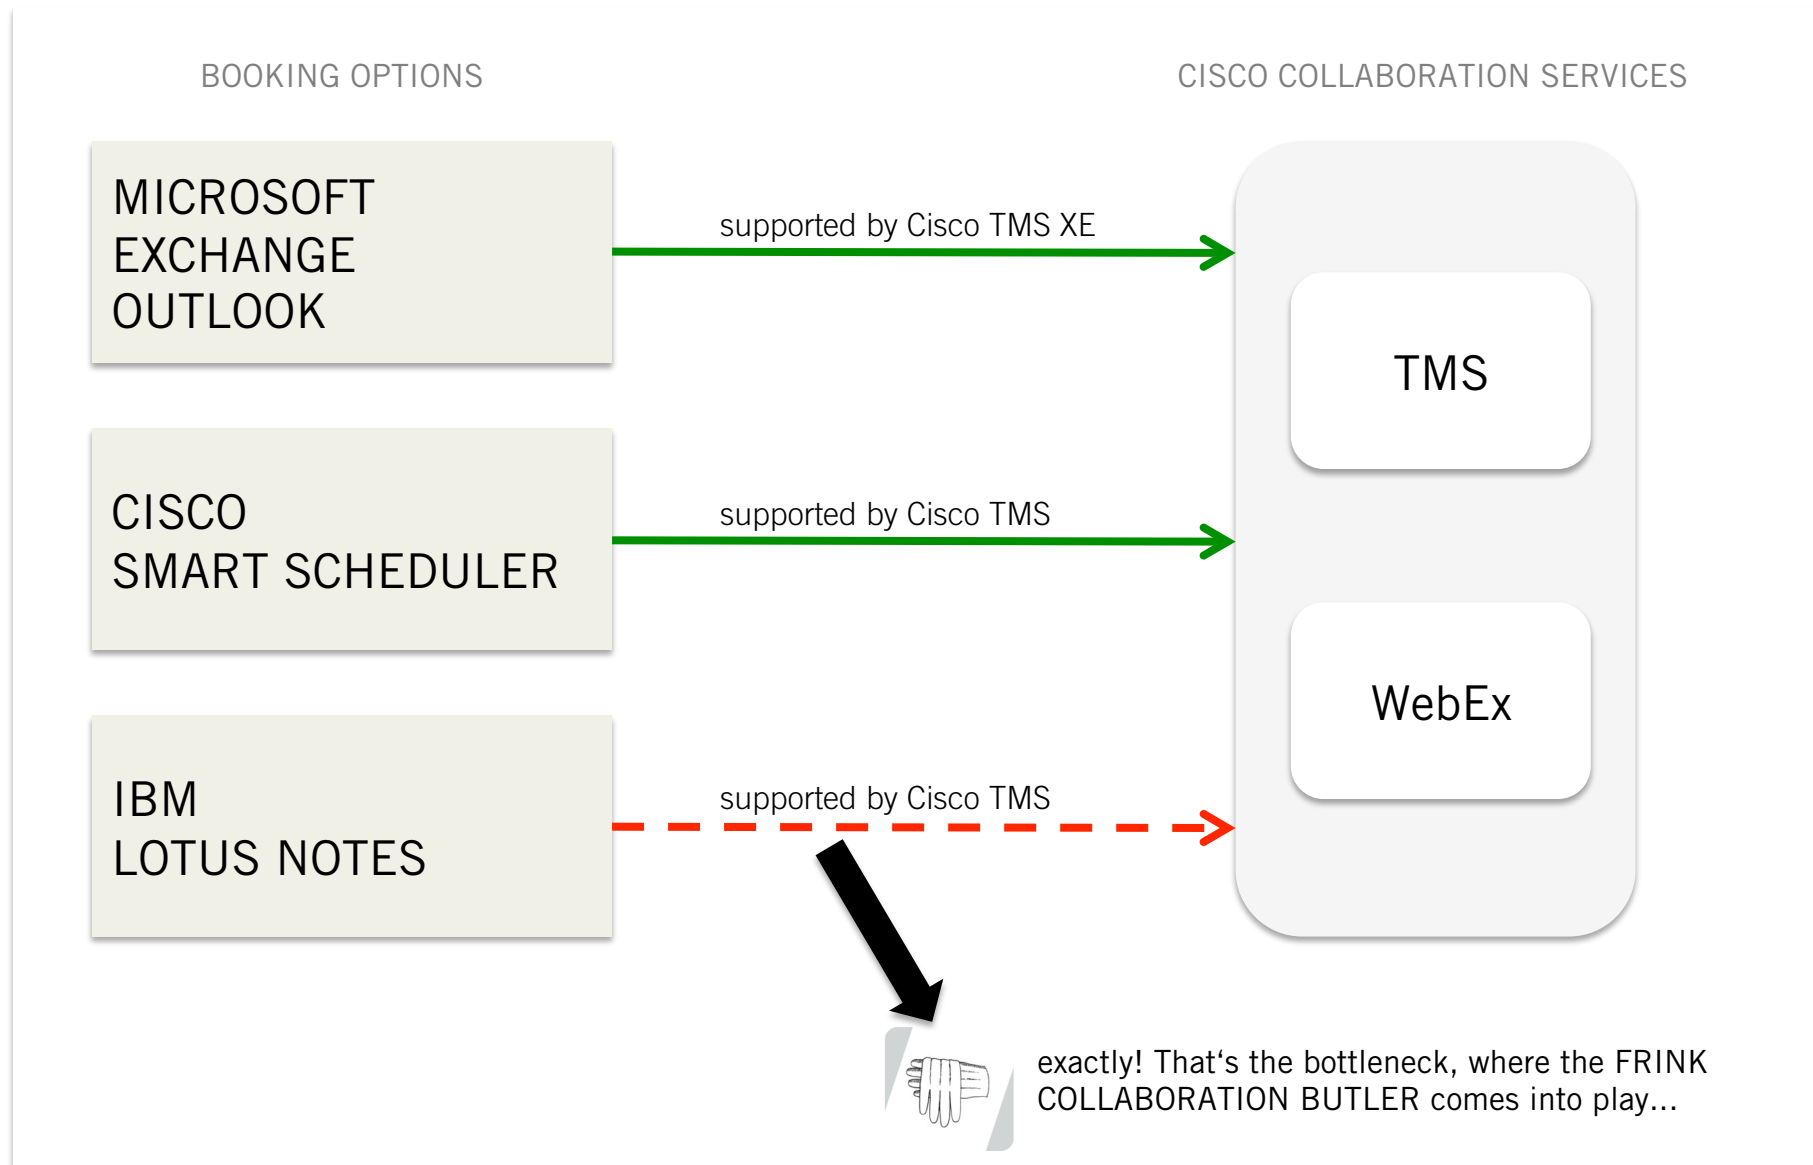 BOOKING OPTIONS
CISCO COLLABORATION SERVICES
MICROSOFT
EXCHANGE
OUTLOOK
supported by Cisco TMS XE
TMS
CISCO
SMART SCHEDULER
supported by Cisco TMS
WebEx
IBM
LOTUS NOTES
supported by Cisco TMS
exactly! That‘s the bottleneck, where the FRINK
COLLABORATION BUTLER comes into play...